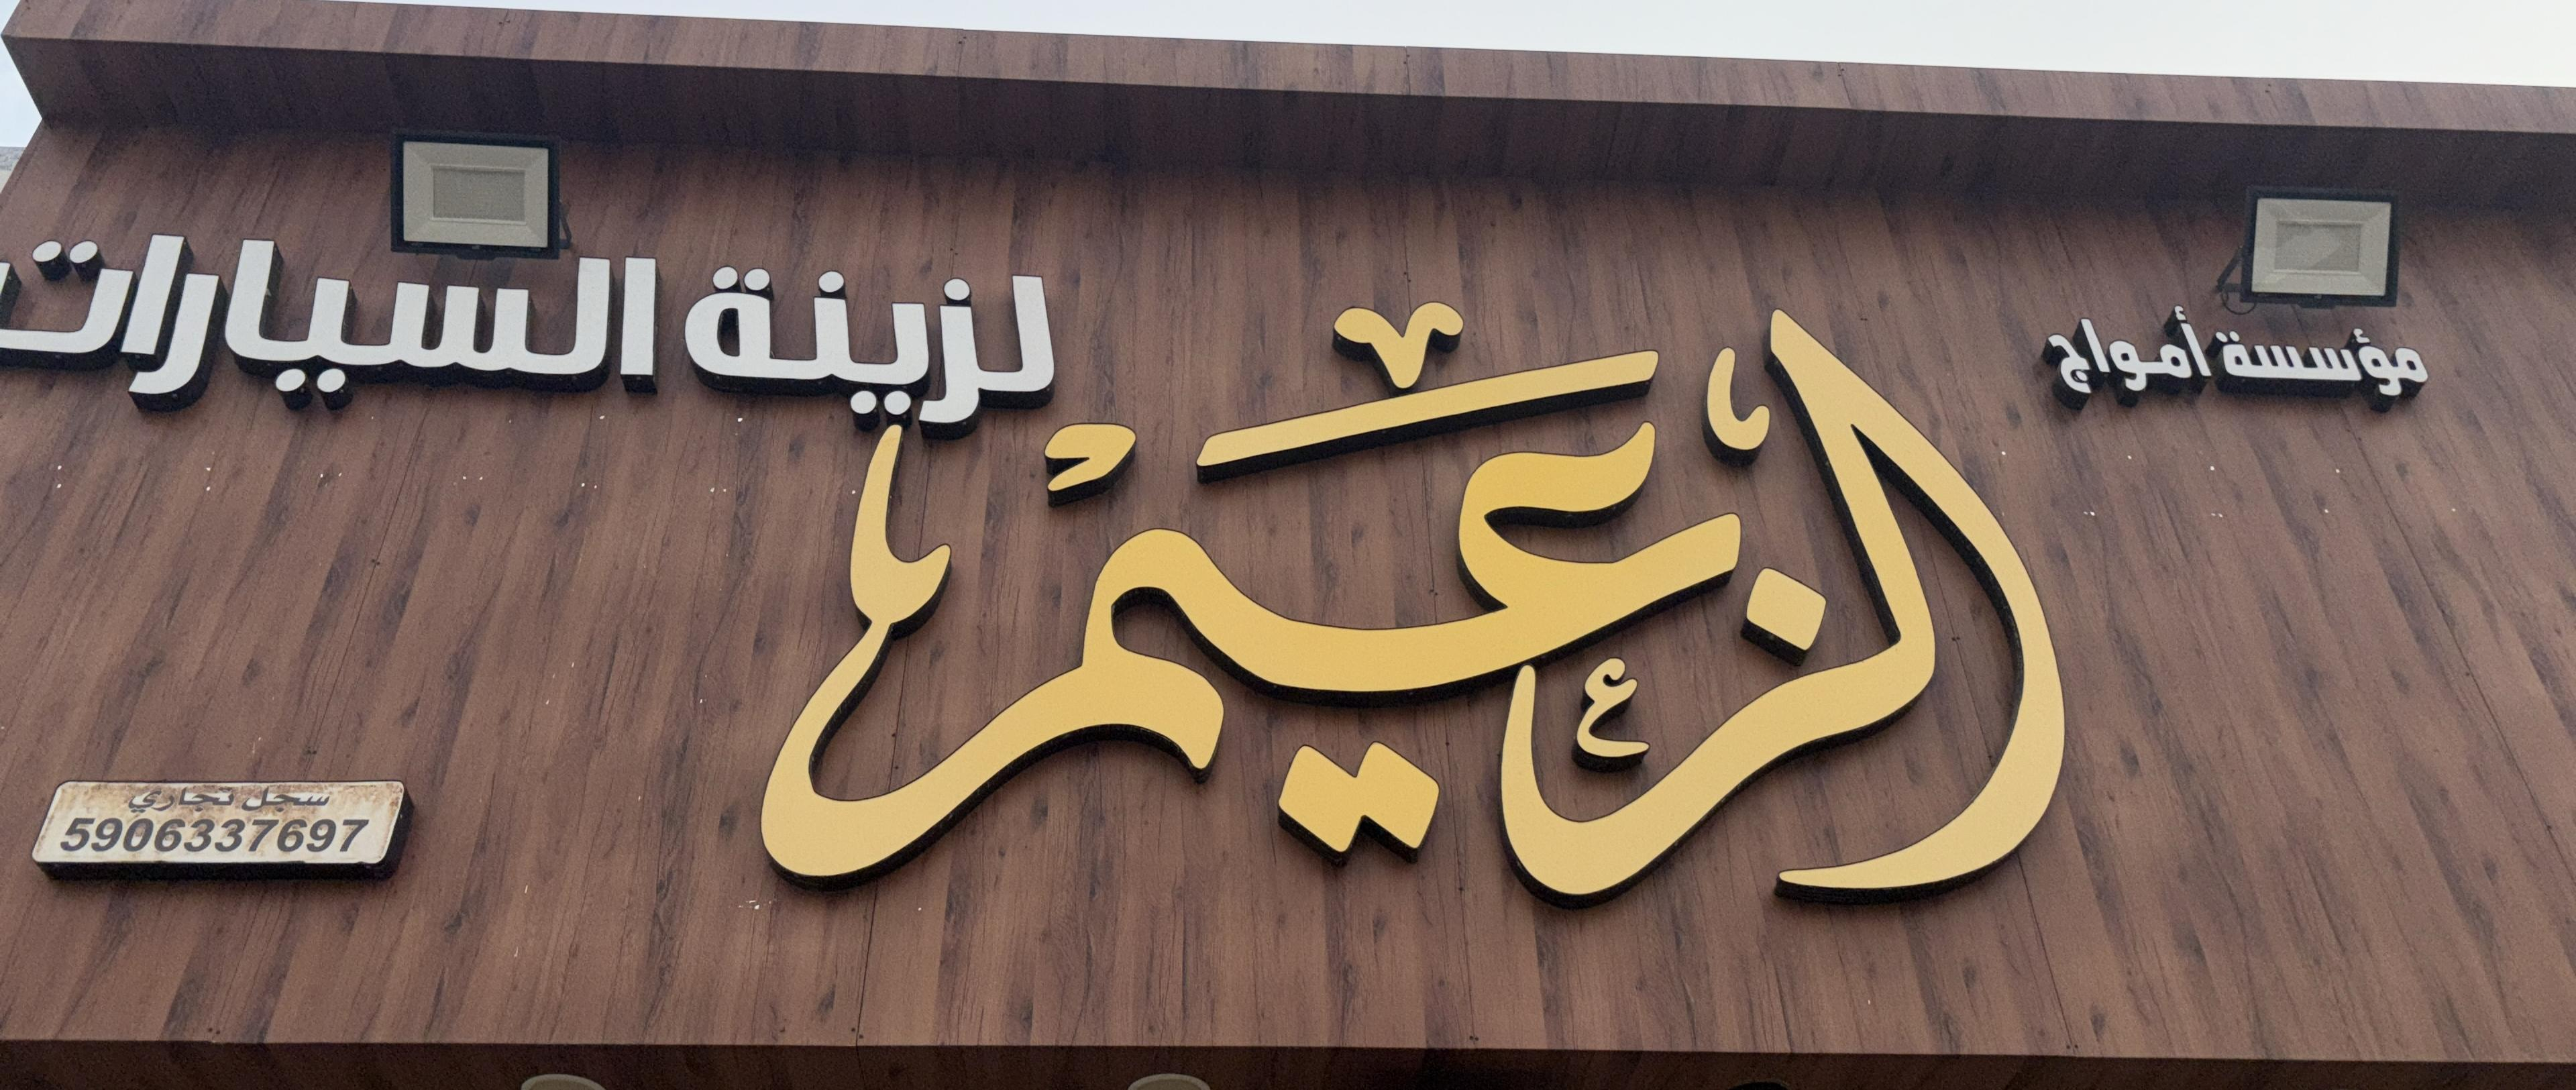 مؤسسة أمواج
الزعيم
لزينة السيارات
سجل تجاري
5906337697